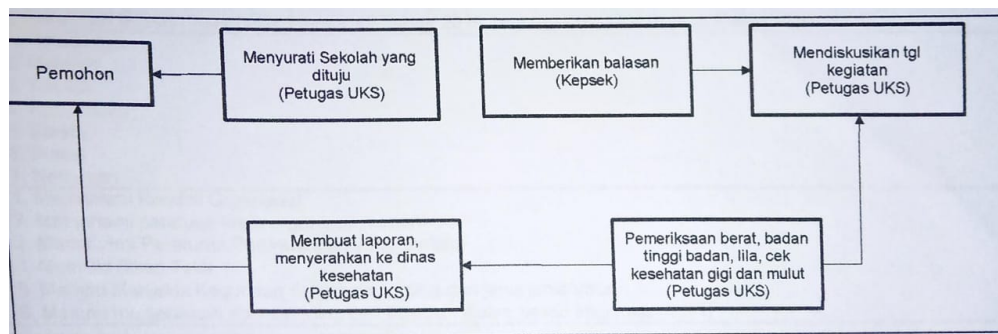 Pemohon
Menyurati Sekolah yang
dituju
(Petugas UKS)
Memberikan balasan
(Kepsek)
Mendiskusikan tgl
kegiatan
(Petugas UKS)
Membuat laporan,
menyerahkan ke dinas
kesehatan
(Petugas UKS)
Pemeriksaan berat, badan
tinggi badan, lila, cek
kesehatan gigi dan mulut
(Petugas UKS)